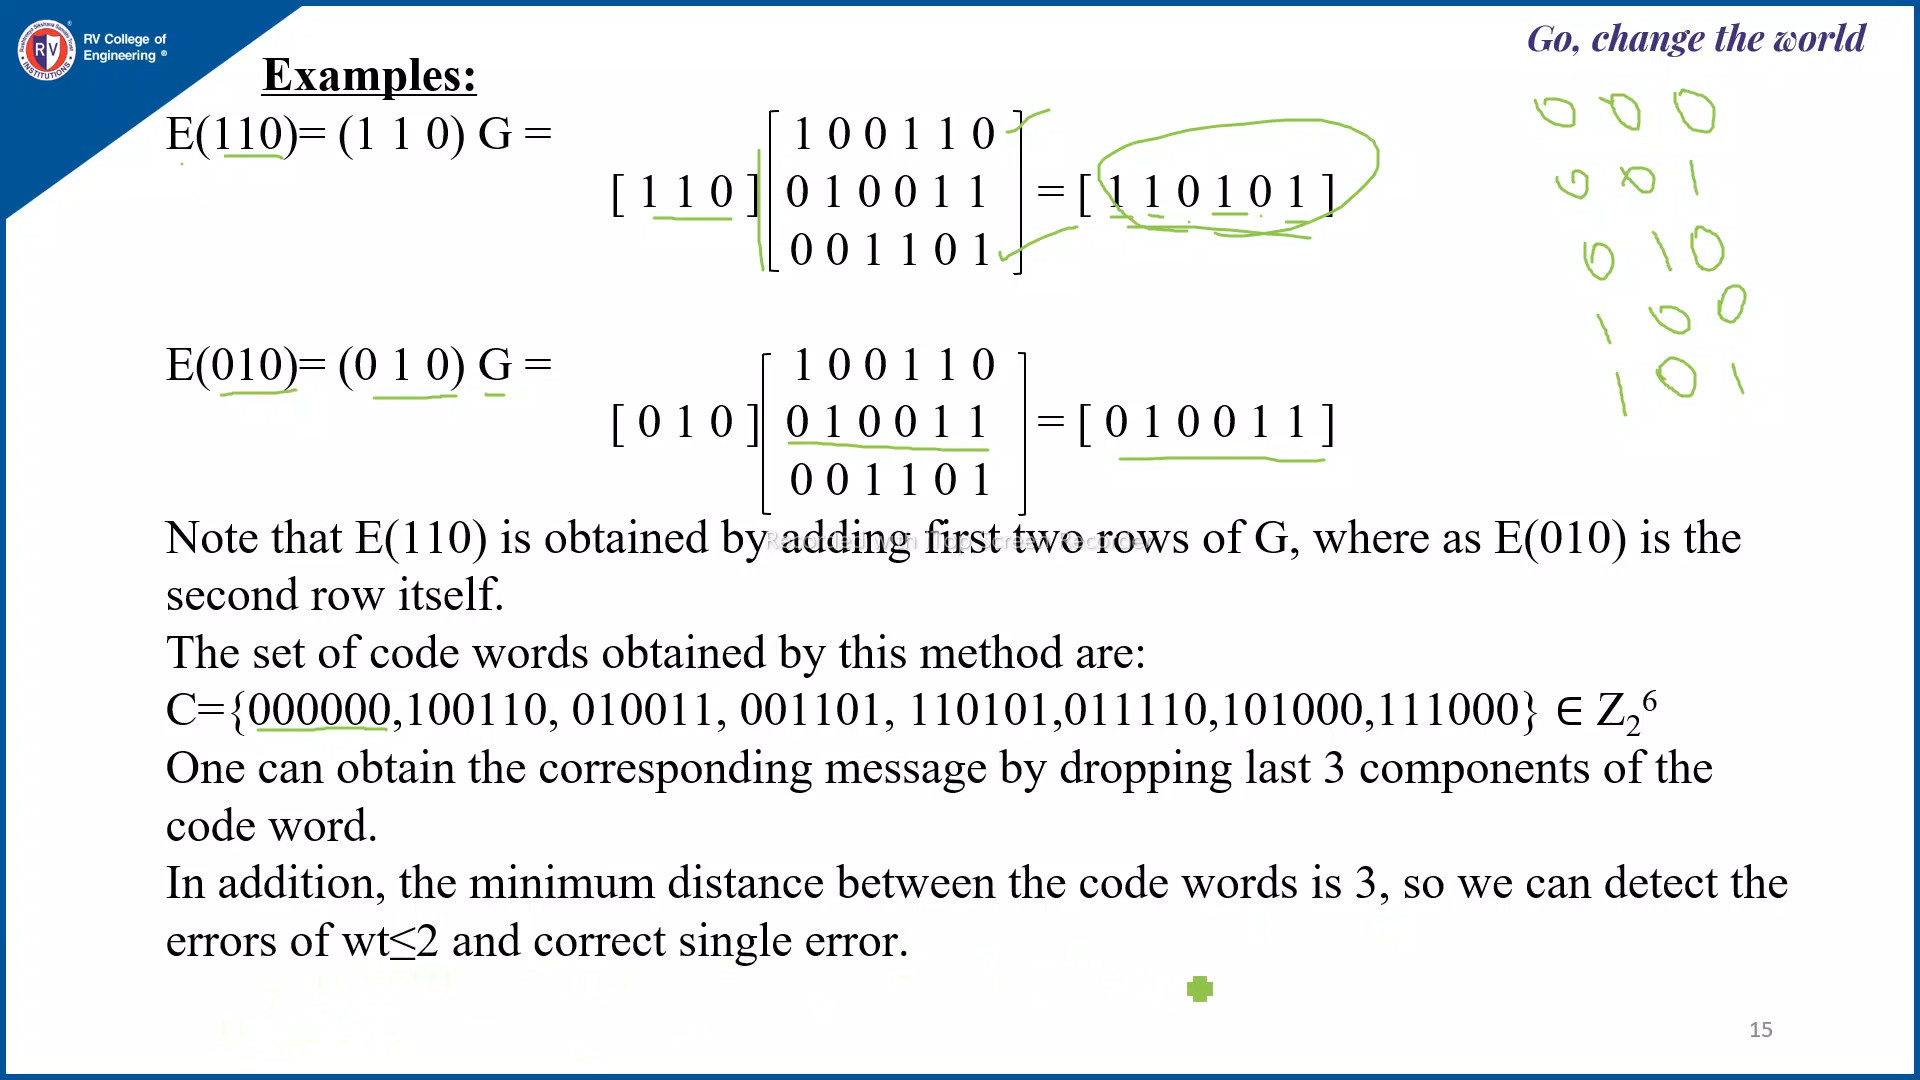 RV College of
Engineering ®
Go, change the world
Examples:
E(110)= (1 1 0) G =
1 0 0 1 1 0
[ 1 1 0 ] 0 1 0 0 1 1 = [ 1 1 0 1 0 1 ]
0 0 1 1 0 1
E(010)= (0 1 0) G =
1 0 0 1 1 0
[ 0 1 0 ] 0 1 0 0 1 1 = [ 0 1 0 0 1 1 ]
0 0 1 1 0 1
0 0 0
0 0 1
0 1 0
1 0 0
1 0 1
Note that E(110) is obtained by adding first two rows of G, where as E(010) is the
second row itself.
The set of code words obtained by this method are:
C={000000,100110, 010011, 001101, 110101,011110,101000,111000} ∈ Z₂⁶
One can obtain the corresponding message by dropping last 3 components of the
code word.
In addition, the minimum distance between the code words is 3, so we can detect the
errors of wt≤2 and correct single error.
15